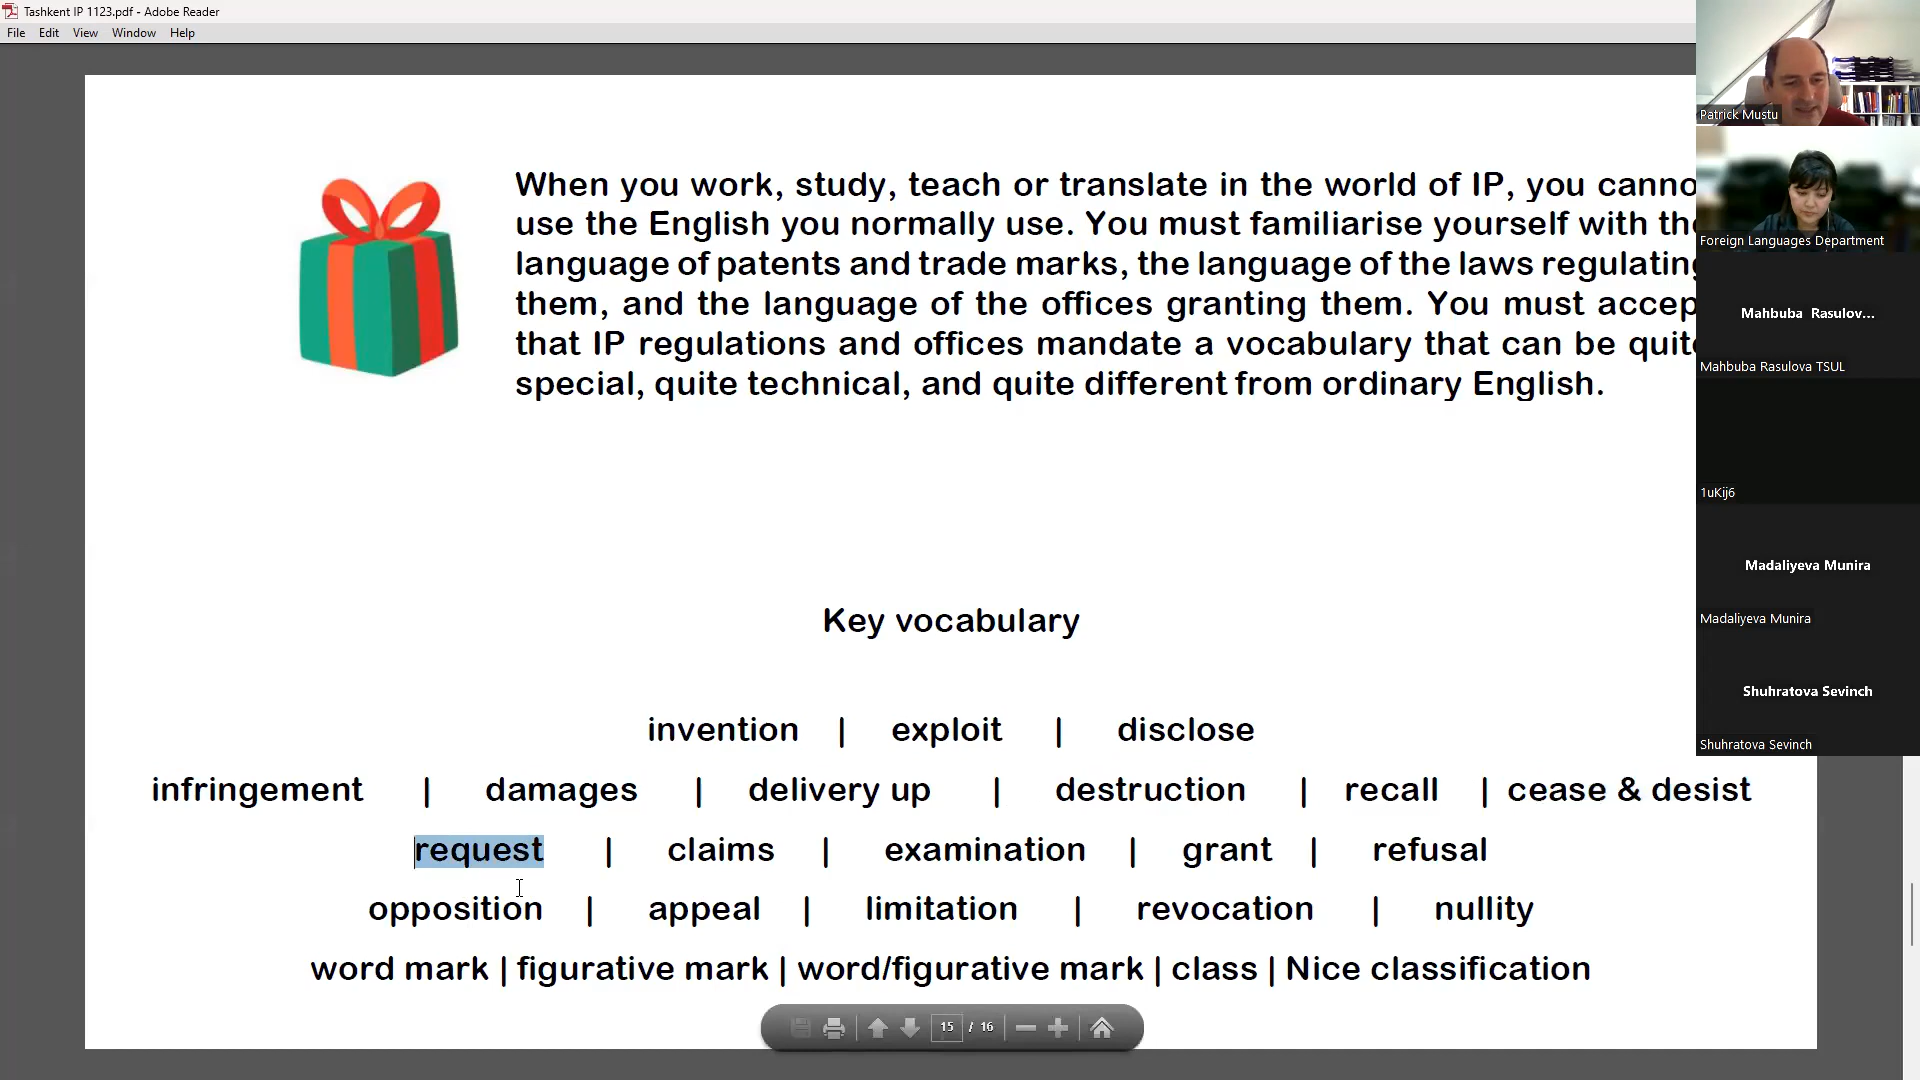 Tashkent IP 1123.pdf - Adobe Reader
File Edit View Window Help
When you work, study, teach or translate in the world of IP, you canno
use the English you normally use. You must familiarise yourself with the
language of patents and trade marks, the language of the laws regulating
them, and the language of the offices granting them. You must accep
that IP regulations and offices mandate a vocabulary that can be quite
special, quite technical, and quite different from ordinary English.
Key vocabulary
invention | exploit | disclose
infringement | damages | delivery up | destruction | recall | cease & desist
request | claims | examination | grant | refusal
opposition | appeal | limitation | revocation | nullity
word mark | figurative mark | word/figurative mark | class | Nice classification
15 / 16
Patrick Mustu
Foreign Languages Department
Mahbuba Rasulov...
Mahbuba Rasulova TSUL
1uKij6
Madaliyeva Munira
Madaliyeva Munira
Shuhratova Sevinch
Shuhratova Sevinch